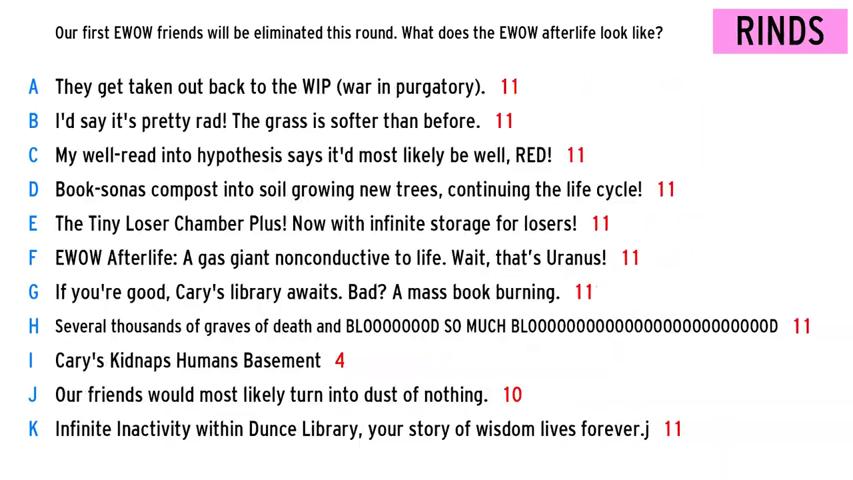 Our first EWOW friends will be eliminated this round. What does the EWOW afterlife look like?
RINDS
A They get taken out back to the WIP (war in purgatory). 11
B I'd say it's pretty rad! The grass is softer than before. 11
C My well-read into hypothesis says it'd most likely be well, RED! 11
D Book-sonas compost into soil growing new trees, continuing the life cycle! 11
E The Tiny Loser Chamber Plus! Now with infinite storage for losers! 11
F EWOW Afterlife: A gas giant nonconductive to life. Wait, that's Uranus! 11
G If you're good, Cary's library awaits. Bad? A mass book burning. 11
H Several thousands of graves of death and BLOOOOOOOD SO MUCH BLOOOOOOOOOOOOOOOOOOOOOOOOOD 11
I Cary's Kidnaps Humans Basement 4
J Our friends would most likely turn into dust of nothing. 10
K Infinite Inactivity within Dunce Library, your story of wisdom lives forever.j 11